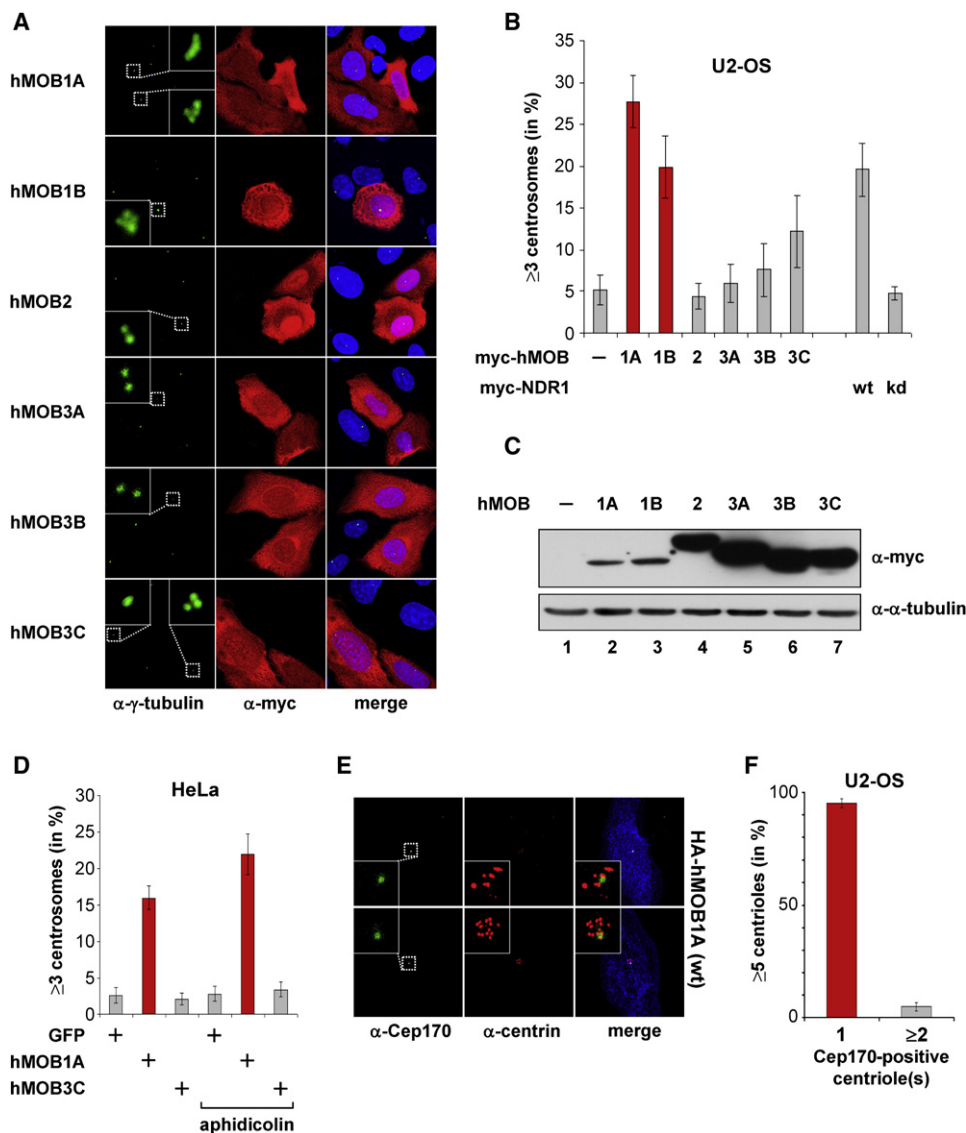 A
hMOB1A
hMOB1B
hMOB2
hMOB3A
hMOB3B
hMOB3C
α-γ-tubulin α-myc merge
B
U2-OS
≥3 centrosomes (in %)
35
30
25
20
15
10
5
0
myc-hMOB – 1A 1B 2 3A 3B 3C
myc-NDR1 wt kd
C
hMOB – 1A 1B 2 3A 3B 3C
α-myc
α-α-tubulin
1 2 3 4 5 6 7
D
HeLa
≥3 centrosomes (in %)
30
25
20
15
10
5
0
GFP + +
hMOB1A + +
hMOB3C + +
aphidicolin
E
HA-hMOB1A (wt)
α-Cep170 α-centrin merge
F
U2-OS
≥5 centrioles (in %)
100
50
0
1 ≥2
Cep170-positive
centriole(s)